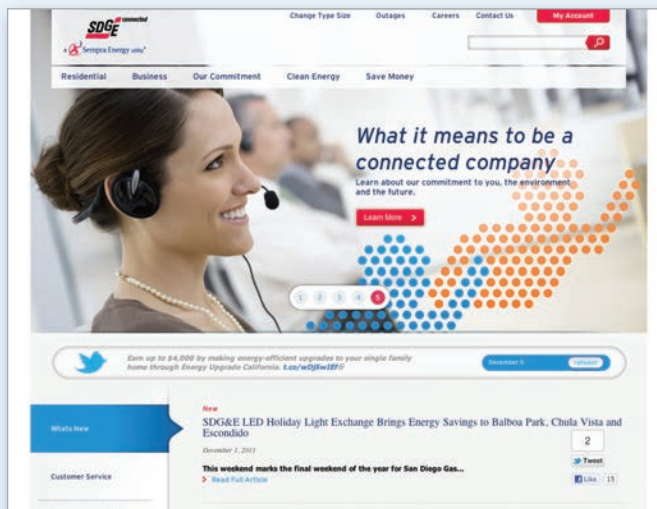 Change Type Size Outages Careers Contact Us My Account
SDGE connected
A Sempra Energy utility®
Residential Business Our Commitment Clean Energy Save Money
What it means to be a
connected company
Learn about our commitment to you, the environment
and the future.
Learn More >
1 2 3 4 5
Earn up to $4,000 by making energy-efficient upgrades to your single family
home through Energy Upgrade California. t.co/wDJSwIEf
December 5
retweet
Whats New
Customer Service
New
SDG&E LED Holiday Light Exchange Brings Energy Savings to Balboa Park, Chula Vista and
Escondido
December 1, 2011
This weekend marks the final weekend of the year for San Diego Gas...
> Read Full Article
2
Tweet
Like 15